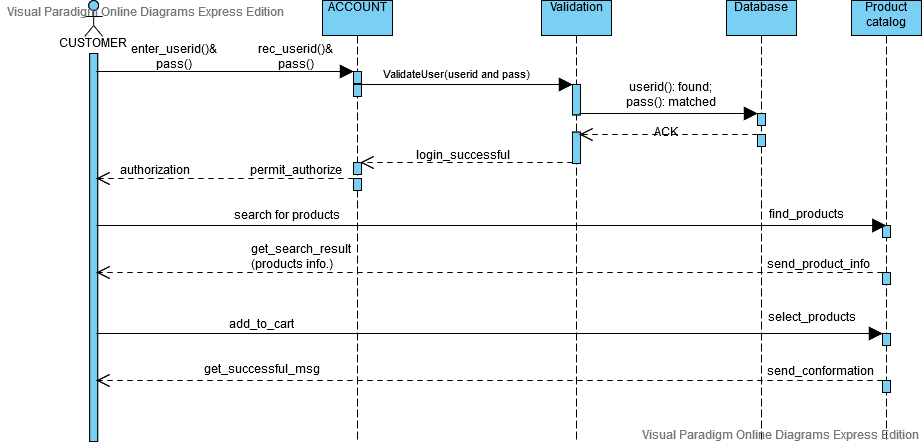 Visual Paradigm Online Diagrams Express Edition
CUSTOMER
ACCOUNT
Validation
Database
Product
catalog
enter_userid()&
pass()
rec_userid()&
pass()
ValidateUser(userid and pass)
userid(): found;
pass(): matched
ACK
login_successful
authorization
permit_authorize
search for products
find_products
get_search_result
(products info.)
send_product_info
add_to_cart
select_products
get_successful_msg
send_conformation
Visual Paradigm Online Diagrams Express Edition